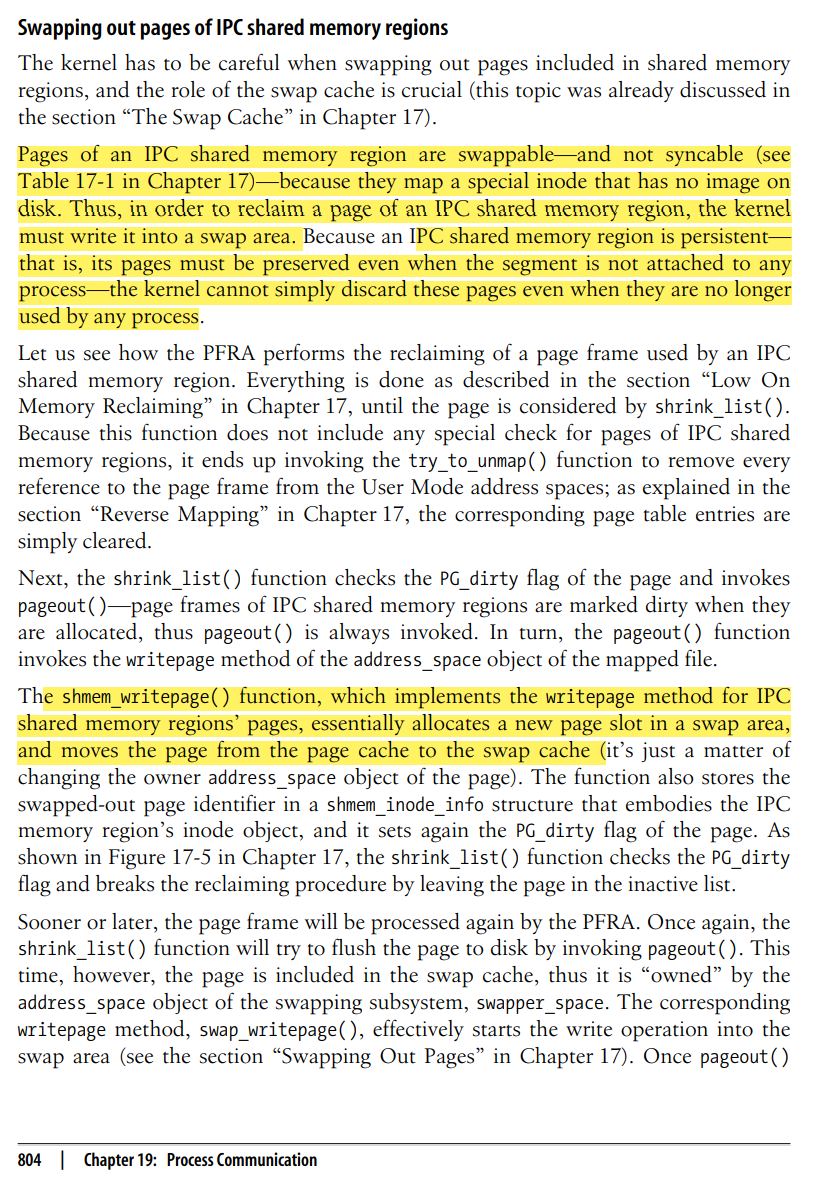 Swapping out pages of IPC shared memory regions
The kernel has to be careful when swapping out pages included in shared memory
regions, and the role of the swap cache is crucial (this topic was already discussed in
the section “The Swap Cache” in Chapter 17).
Pages of an IPC shared memory region are swappable—and not syncable (see
Table 17-1 in Chapter 17)—because they map a special inode that has no image on
disk. Thus, in order to reclaim a page of an IPC shared memory region, the kernel
must write it into a swap area. Because an IPC shared memory region is persistent—
that is, its pages must be preserved even when the segment is not attached to any
process—the kernel cannot simply discard these pages even when they are no longer
used by any process.
Let us see how the PFRA performs the reclaiming of a page frame used by an IPC
shared memory region. Everything is done as described in the section “Low On
Memory Reclaiming” in Chapter 17, until the page is considered by shrink_list().
Because this function does not include any special check for pages of IPC shared
memory regions, it ends up invoking the try_to_unmap() function to remove every
reference to the page frame from the User Mode address spaces; as explained in the
section “Reverse Mapping” in Chapter 17, the corresponding page table entries are
simply cleared.
Next, the shrink_list() function checks the PG_dirty flag of the page and invokes
pageout()—page frames of IPC shared memory regions are marked dirty when they
are allocated, thus pageout() is always invoked. In turn, the pageout() function
invokes the writepage method of the address_space object of the mapped file.
The shmem_writepage() function, which implements the writepage method for IPC
shared memory regions’ pages, essentially allocates a new page slot in a swap area,
and moves the page from the page cache to the swap cache (it’s just a matter of
changing the owner address_space object of the page). The function also stores the
swapped-out page identifier in a shmem_inode_info structure that embodies the IPC
memory region’s inode object, and it sets again the PG_dirty flag of the page. As
shown in Figure 17-5 in Chapter 17, the shrink_list() function checks the PG_dirty
flag and breaks the reclaiming procedure by leaving the page in the inactive list.
Sooner or later, the page frame will be processed again by the PFRA. Once again, the
shrink_list() function will try to flush the page to disk by invoking pageout(). This
time, however, the page is included in the swap cache, thus it is “owned” by the
address_space object of the swapping subsystem, swapper_space. The corresponding
writepage method, swap_writepage(), effectively starts the write operation into the
swap area (see the section “Swapping Out Pages” in Chapter 17). Once pageout()
804 | Chapter 19: Process Communication